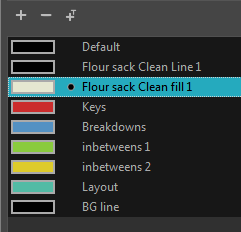 Default
Flour sack Clean Line 1
Flour sack Clean fill 1
Keys
Breakdowns
inbetweens 1
inbetweens 2
Layout
BG line